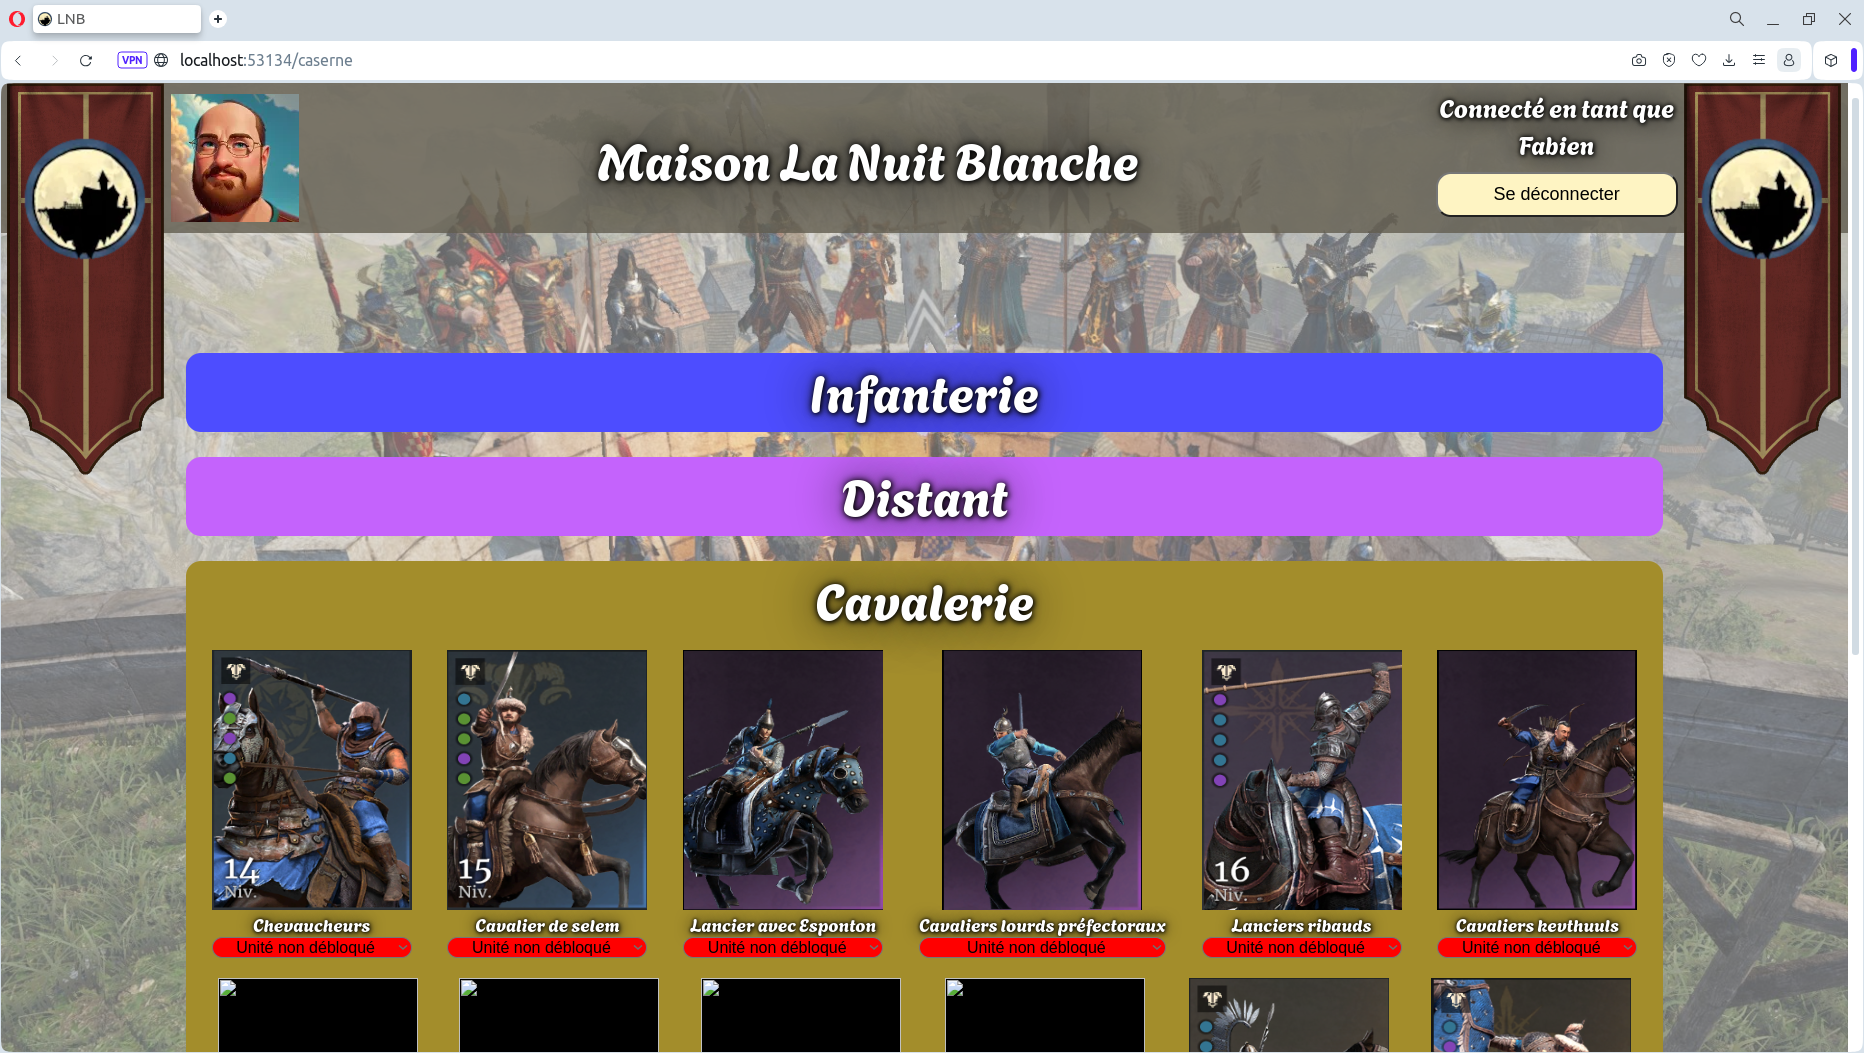 LNB
VPN
localhost:53134/caserne
Maison La Nuit Blanche
Connecté en tant que
Fabien
Se déconnecter
Infanterie
Distant
Cavalerie
14
Niv.
15
Niv.
16
Niv.
Chevaucheurs
Cavalier de selem
Lancier avec Esponton
Cavaliers lourds préfectoraux
Lanciers ribauds
Cavaliers kevthuuls
Unité non débloqué
Unité non débloqué
Unité non débloqué
Unité non débloqué
Unité non débloqué
Unité non débloqué